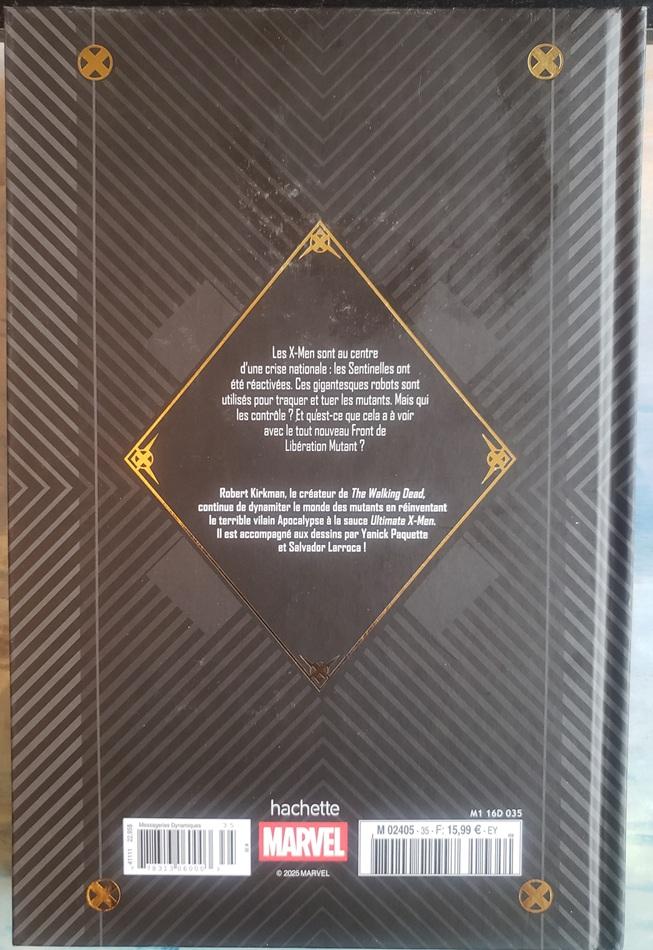 Les X-Men sont au centre
d'une crise nationale : les Sentinelles ont
été réactivées. Ces gigantesques robots sont
utilisés pour traquer et tuer les mutants. Mais qui
les contrôle ? Et qu'est-ce que cela a à voir
avec le tout nouveau Front de
Libération Mutant ?
Robert Kirkman, le créateur de The Walking Dead,
continue de dynamiter le monde des mutants en réinventant
le terrible vilain Apocalypse à la sauce Ultimate X-Men.
Il est accompagné aux dessins par Yanick Paquette
et Salvador Larroca !
hachette
MARVEL
© 2025 MARVEL
Messageries Dynamiques 35
41111 22,95$
M1 16D 035
M 02405 - 35 - F: 15,99 € - EY